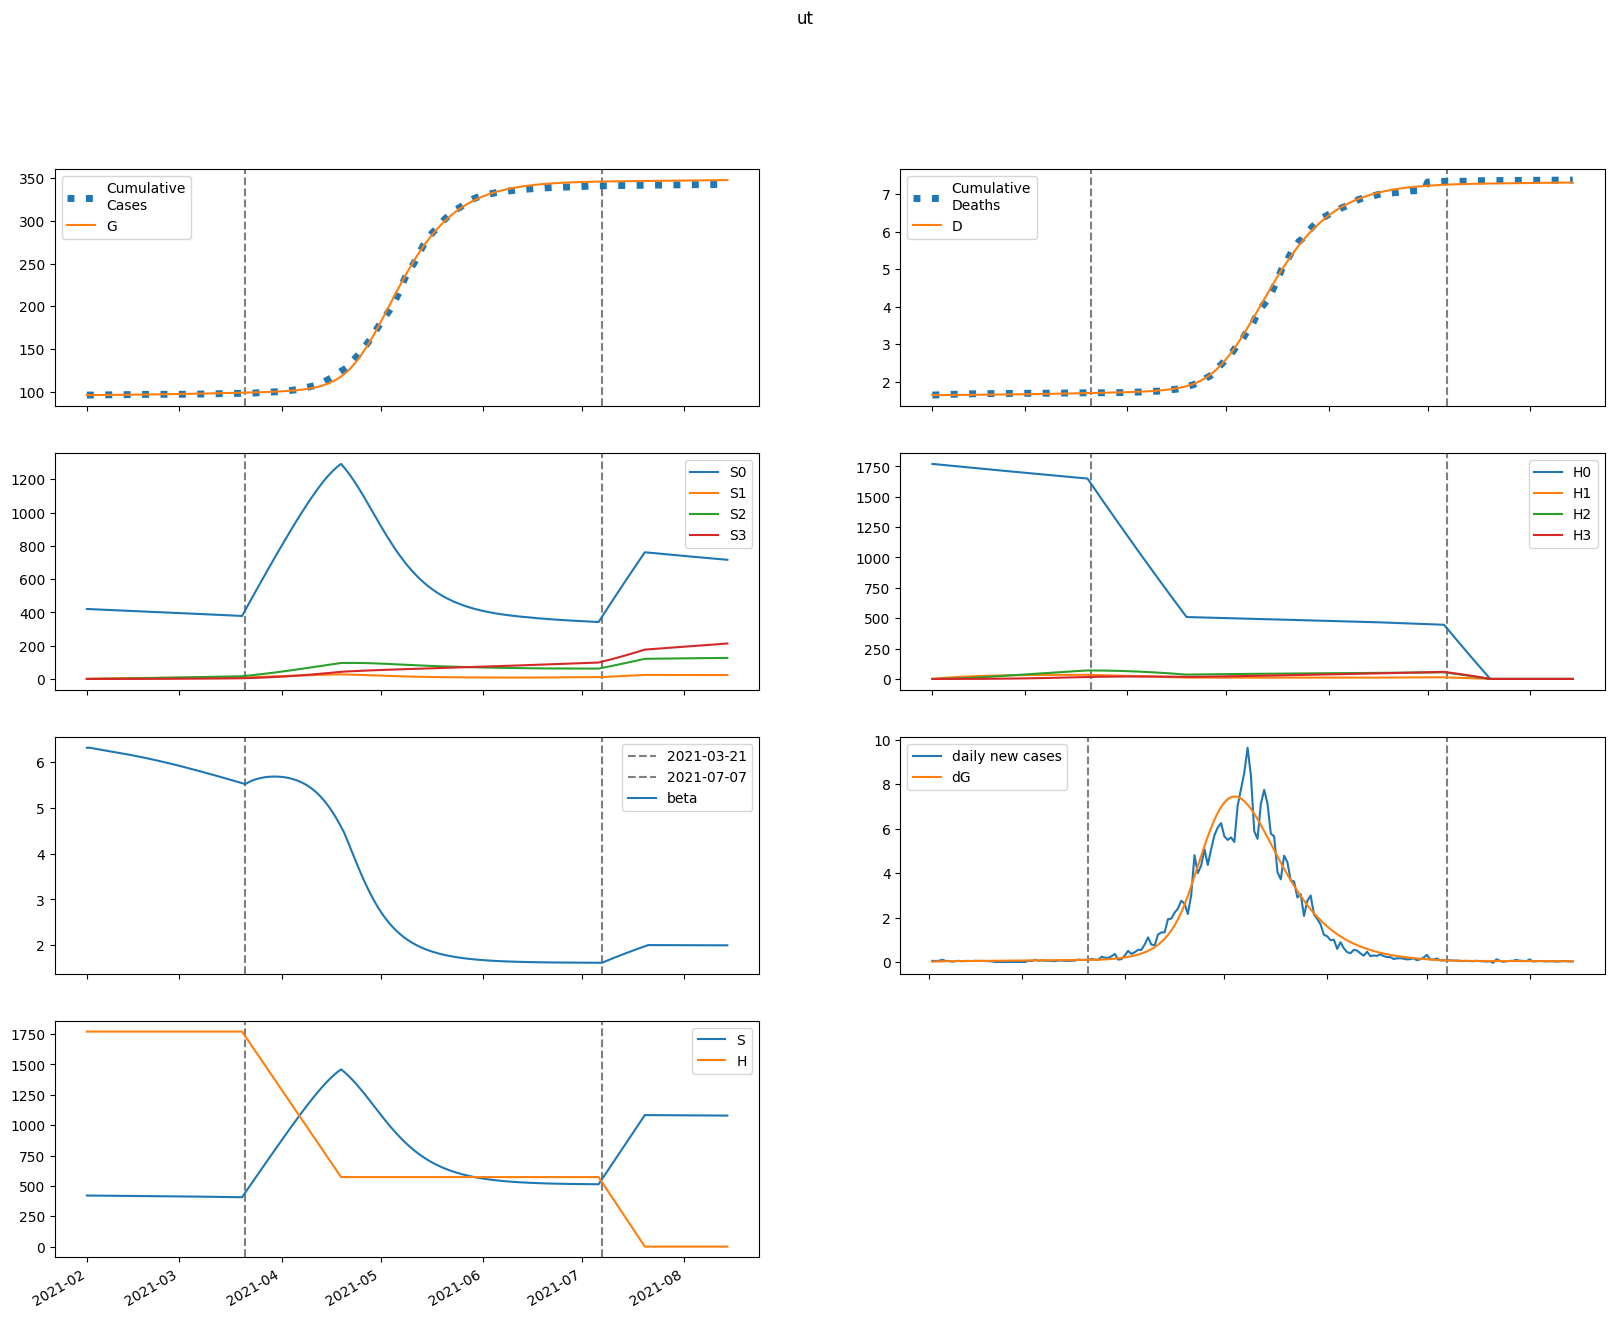 ut
350
300
250
200
150
100
Cumulative
Cases
G
7
6
5
4
3
2
Cumulative
Deaths
D
1200
1000
800
600
400
200
0
S0
S1
S2
S3
1750
1500
1250
1000
750
500
250
0
H0
H1
H2
H3
6
5
4
3
2
2021-03-21
2021-07-07
beta
10
8
6
4
2
0
daily new cases
dG
1750
1500
1250
1000
750
500
250
0
S
H
2021-02
2021-03
2021-04
2021-05
2021-06
2021-07
2021-08